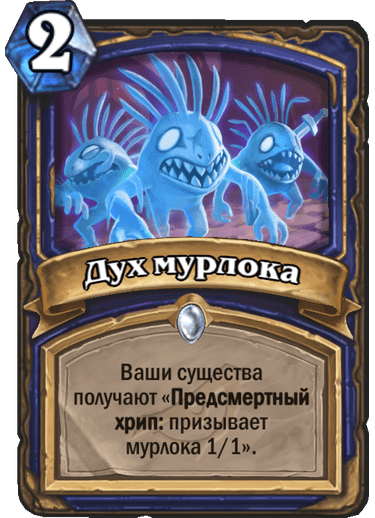 2
Дух мурлока
Ваши существа
получают «Предсмертный
хрип: призывает
мурлока 1/1».